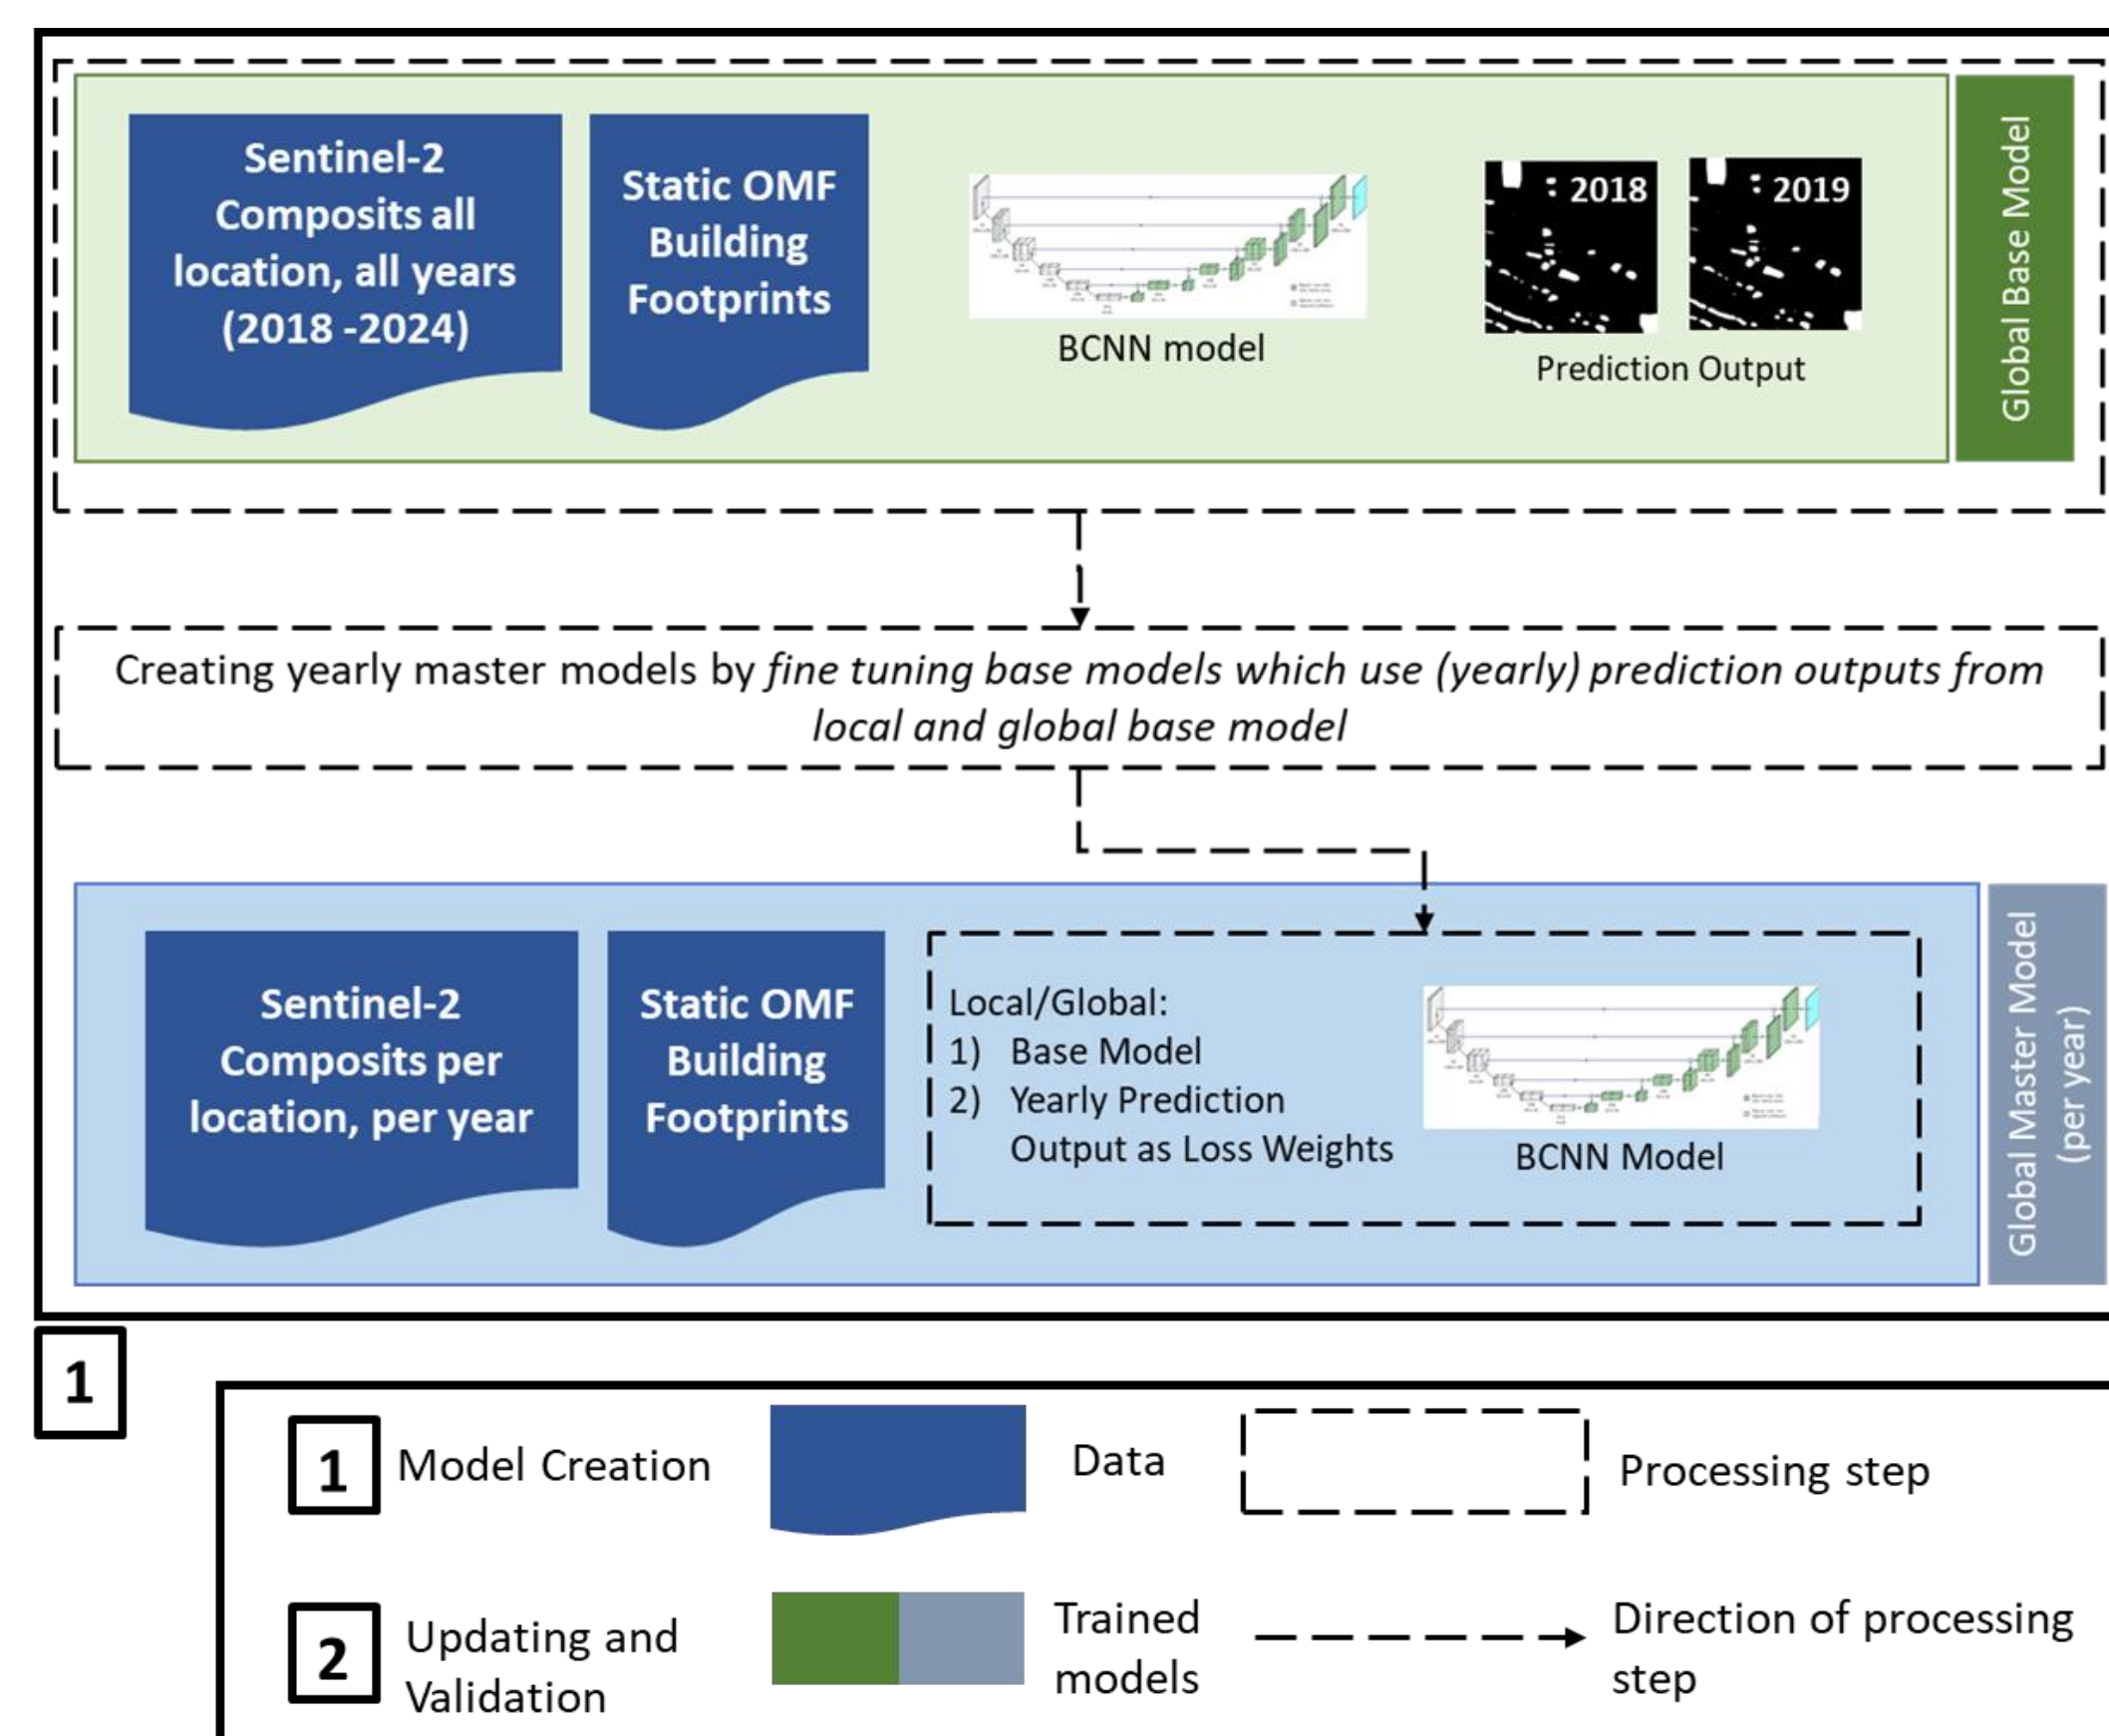 Sentinel-2
Composits all
location, all years
(2018 -2024)
Static OMF
Building
Footprints
BCNN model
2018
2019
Prediction Output
Global Base Model
Creating yearly master models by fine tuning base models which use (yearly) prediction outputs from
local and global base model
Sentinel-2
Composits per
location, per year
Static OMF
Building
Footprints
Local/Global:
1) Base Model
2) Yearly Prediction
Output as Loss Weights
BCNN Model
Global Master Model
(per year)
1
1
Model Creation
Data
Processing step
2
Updating and
Validation
Trained
models
Direction of processing
step